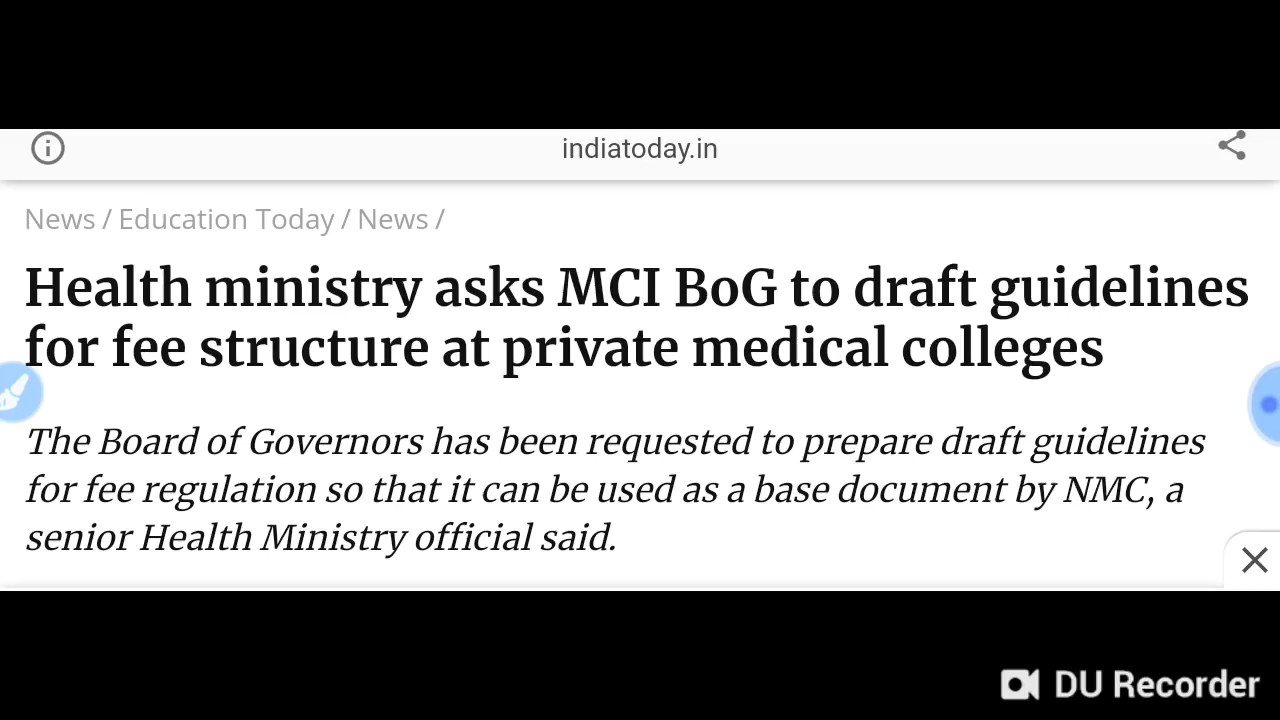 indiatoday.in
News / Education Today / News /
Health ministry asks MCI BoG to draft guidelines
for fee structure at private medical colleges
The Board of Governors has been requested to prepare draft guidelines
for fee regulation so that it can be used as a base document by NMC, a
senior Health Ministry official said.
DU Recorder